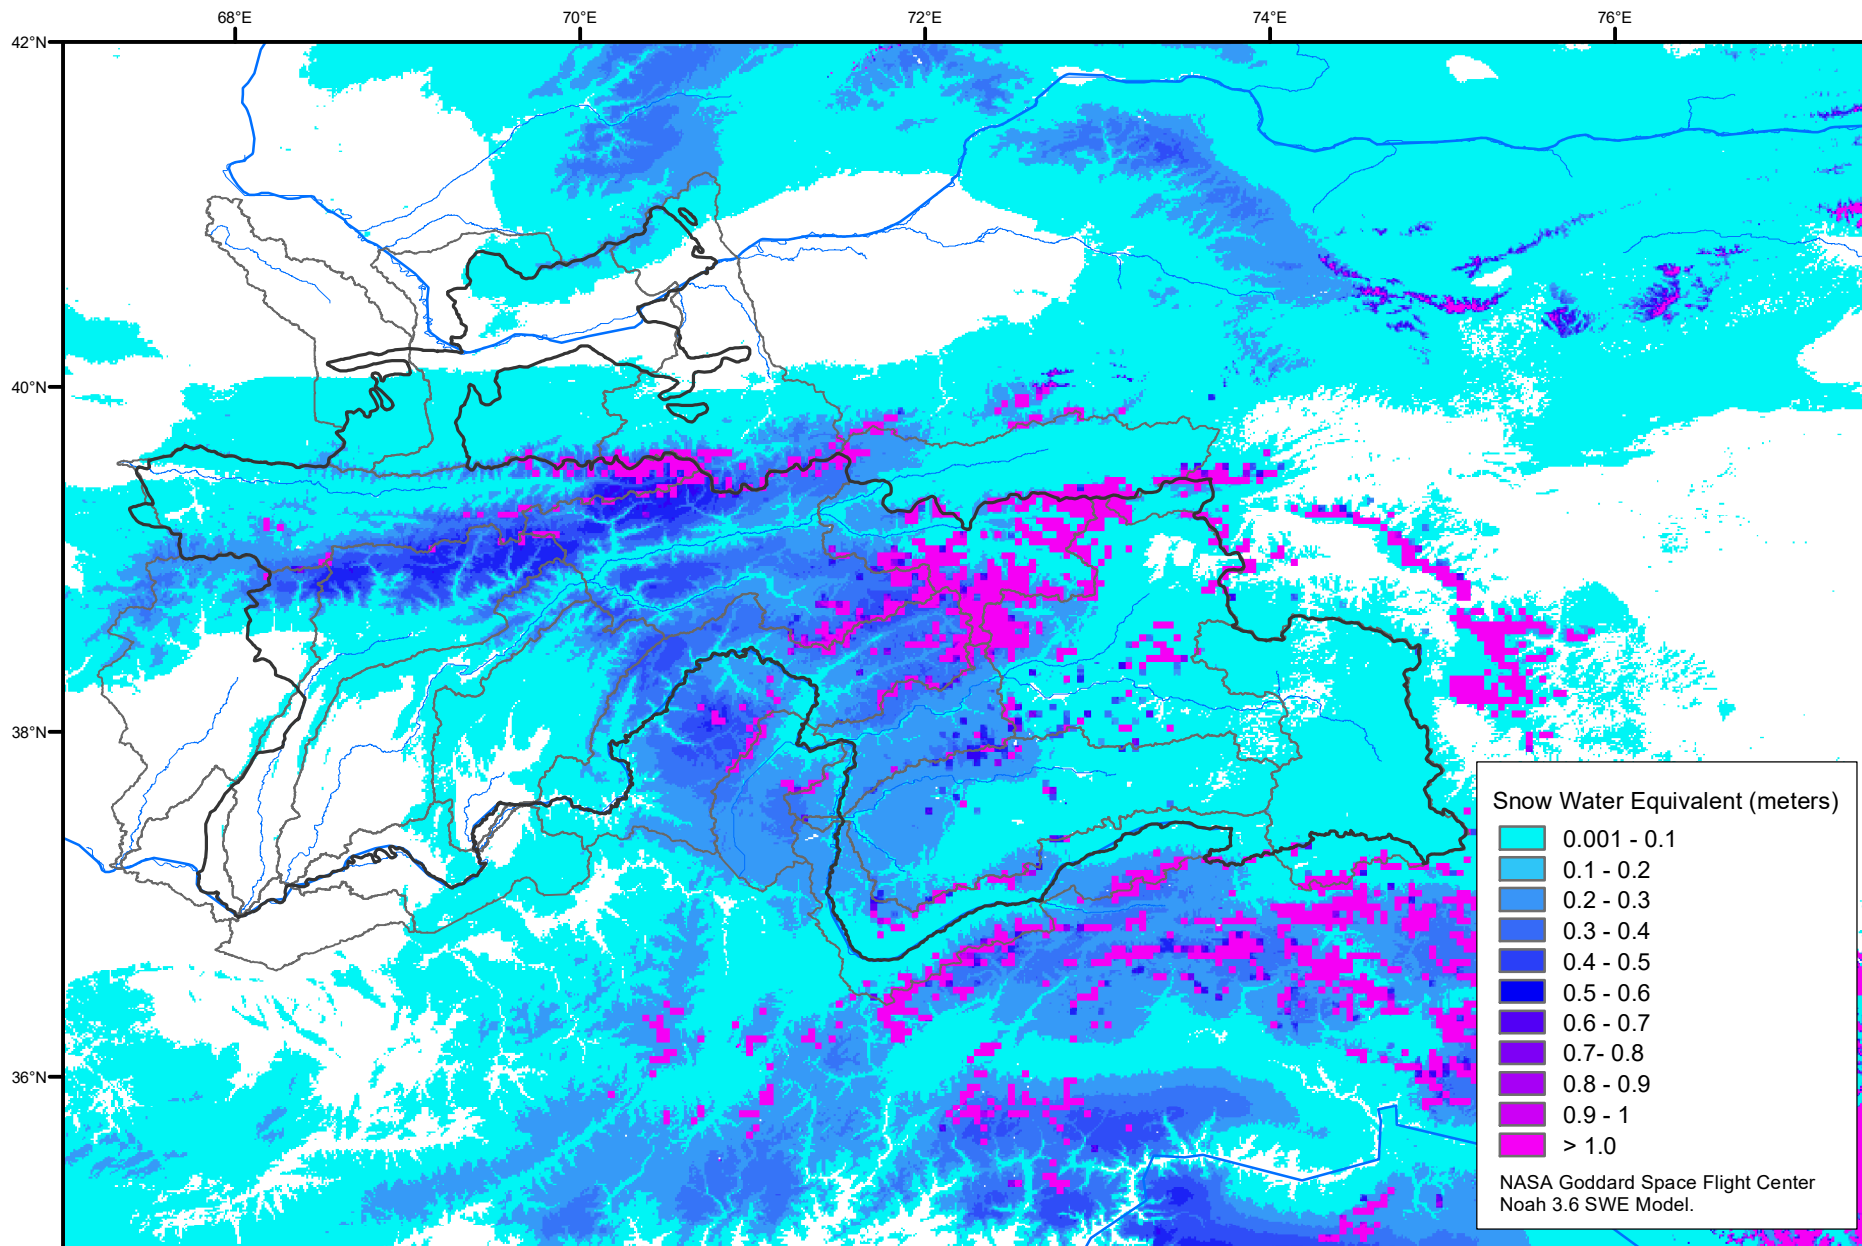 68°E 70°E 72°E 74°E 76°E
42°N
40°N
38°N
36°N
Snow Water Equivalent (meters)
0.001 - 0.1
0.1 - 0.2
0.2 - 0.3
0.3 - 0.4
0.4 - 0.5
0.5 - 0.6
0.6 - 0.7
0.7- 0.8
0.8 - 0.9
0.9 - 1
> 1.0
NASA Goddard Space Flight Center
Noah 3.6 SWE Model.